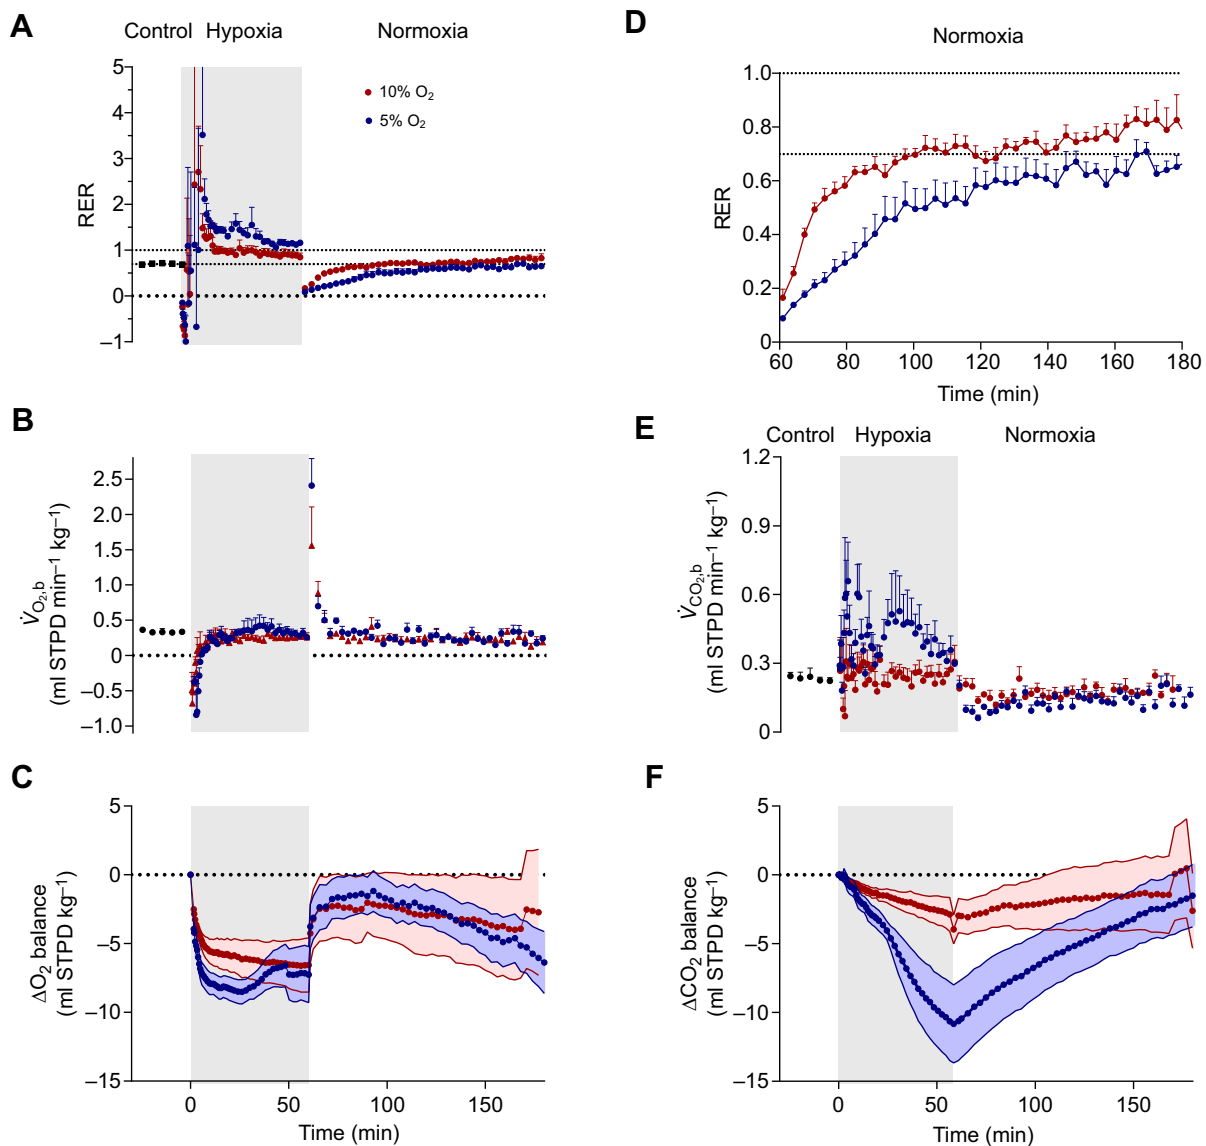 A
Control Hypoxia Normoxia
5
4
3
2
1
0
–1
RER
10% O₂
5% O₂
D
Normoxia
1.0
0.8
0.6
0.4
0.2
0
RER
60 80 100 120 140 160 180
Time (min)
B
2.5
2.0
1.5
1.0
0.5
0
–0.5
–1.0
V̇O₂,b
(ml STPD min⁻¹ kg⁻¹)
E
Control Hypoxia Normoxia
1.2
0.9
0.6
0.3
0
V̇CO₂,b
(ml STPD min⁻¹ kg⁻¹)
C
5
0
–5
–10
–15
ΔO₂ balance
(ml STPD kg⁻¹)
0 50 100 150
Time (min)
F
5
0
–5
–10
–15
ΔCO₂ balance
(ml STPD kg⁻¹)
0 50 100 150
Time (min)